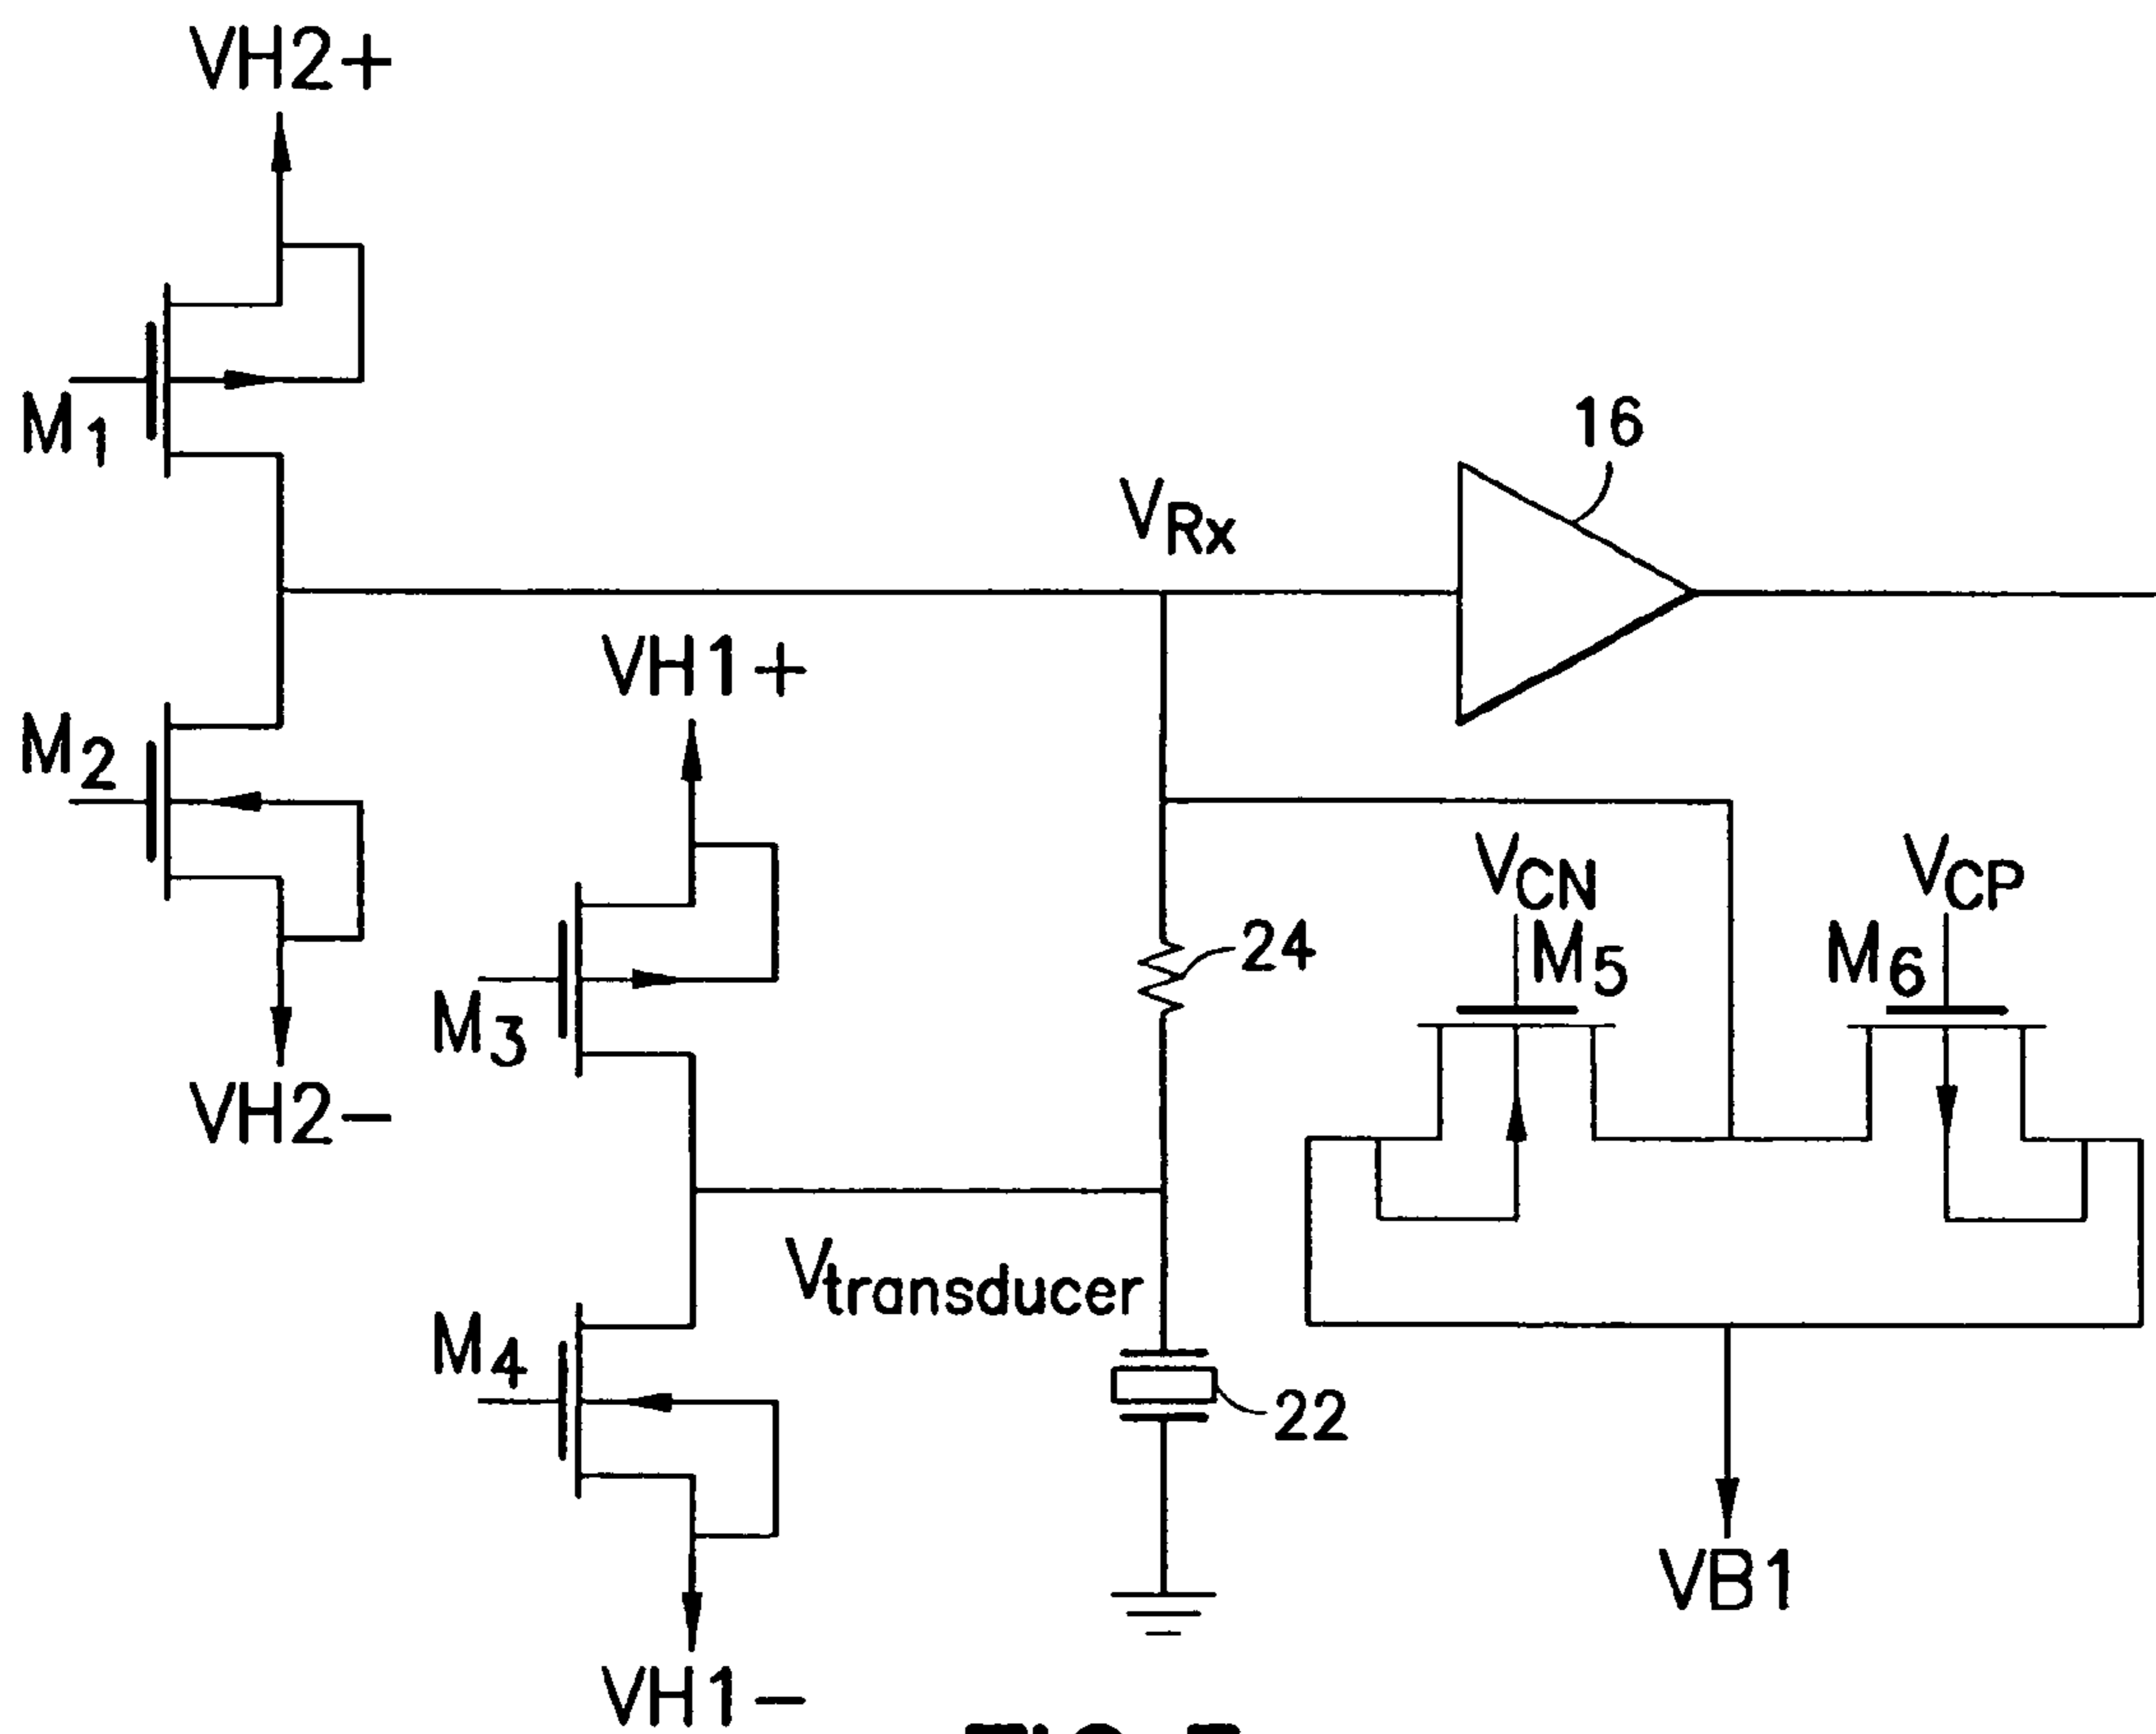 VH2+
M1
16
VRx
VH1+
M2
VCN
VCP
24
M5
M6
M3
VH2-
Vtransducer
M4
22
VB1
VH1-